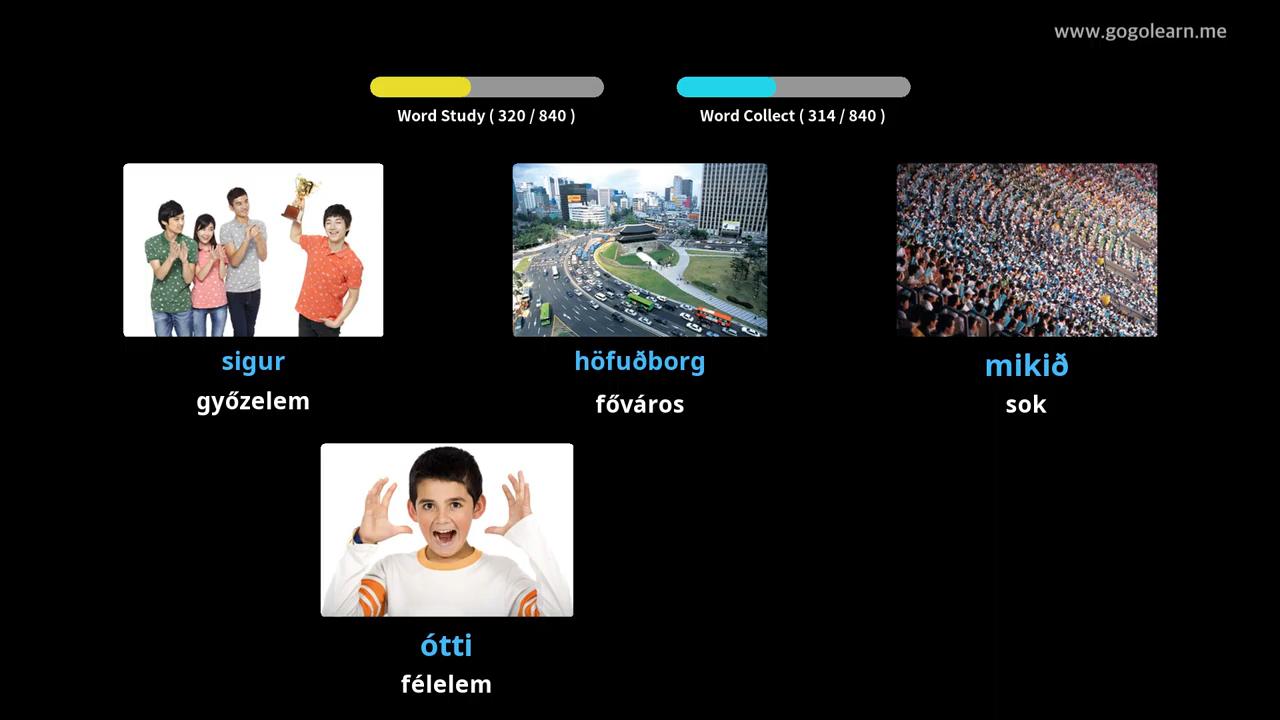 www.gogolearn.me
Word Study ( 320 / 840 )
Word Collect ( 314 / 840 )
sigur
győzelem
höfuðborg
főváros
mikið
sok
ótti
félelem